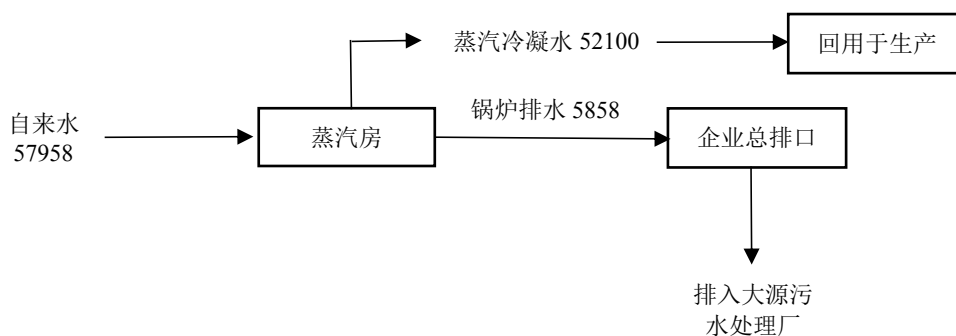 蒸汽冷凝水 52100
回用于生产
自来水
57958
蒸汽房
锅炉排水 5858
企业总排口
排入大源污
水处理厂